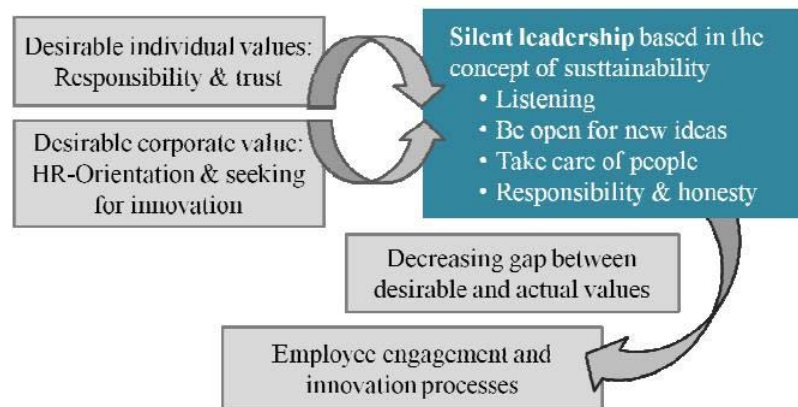 Desirable individual values:
Responsibility & trust
Desirable corporate value:
HR-Orientation & seeking
for innovation
Silent leadership based in the
concept of susttainability
• Listening
• Be open for new ideas
• Take care of people
• Responsibility & honesty
Decreasing gap between
desirable and actual values
Employee engagement and
innovation processes